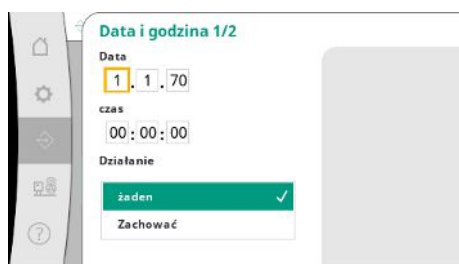 Data i godzina 1/2
Data
1. 1. 70
czas
00: 00: 00
Działanie
żaden
Zachować
?